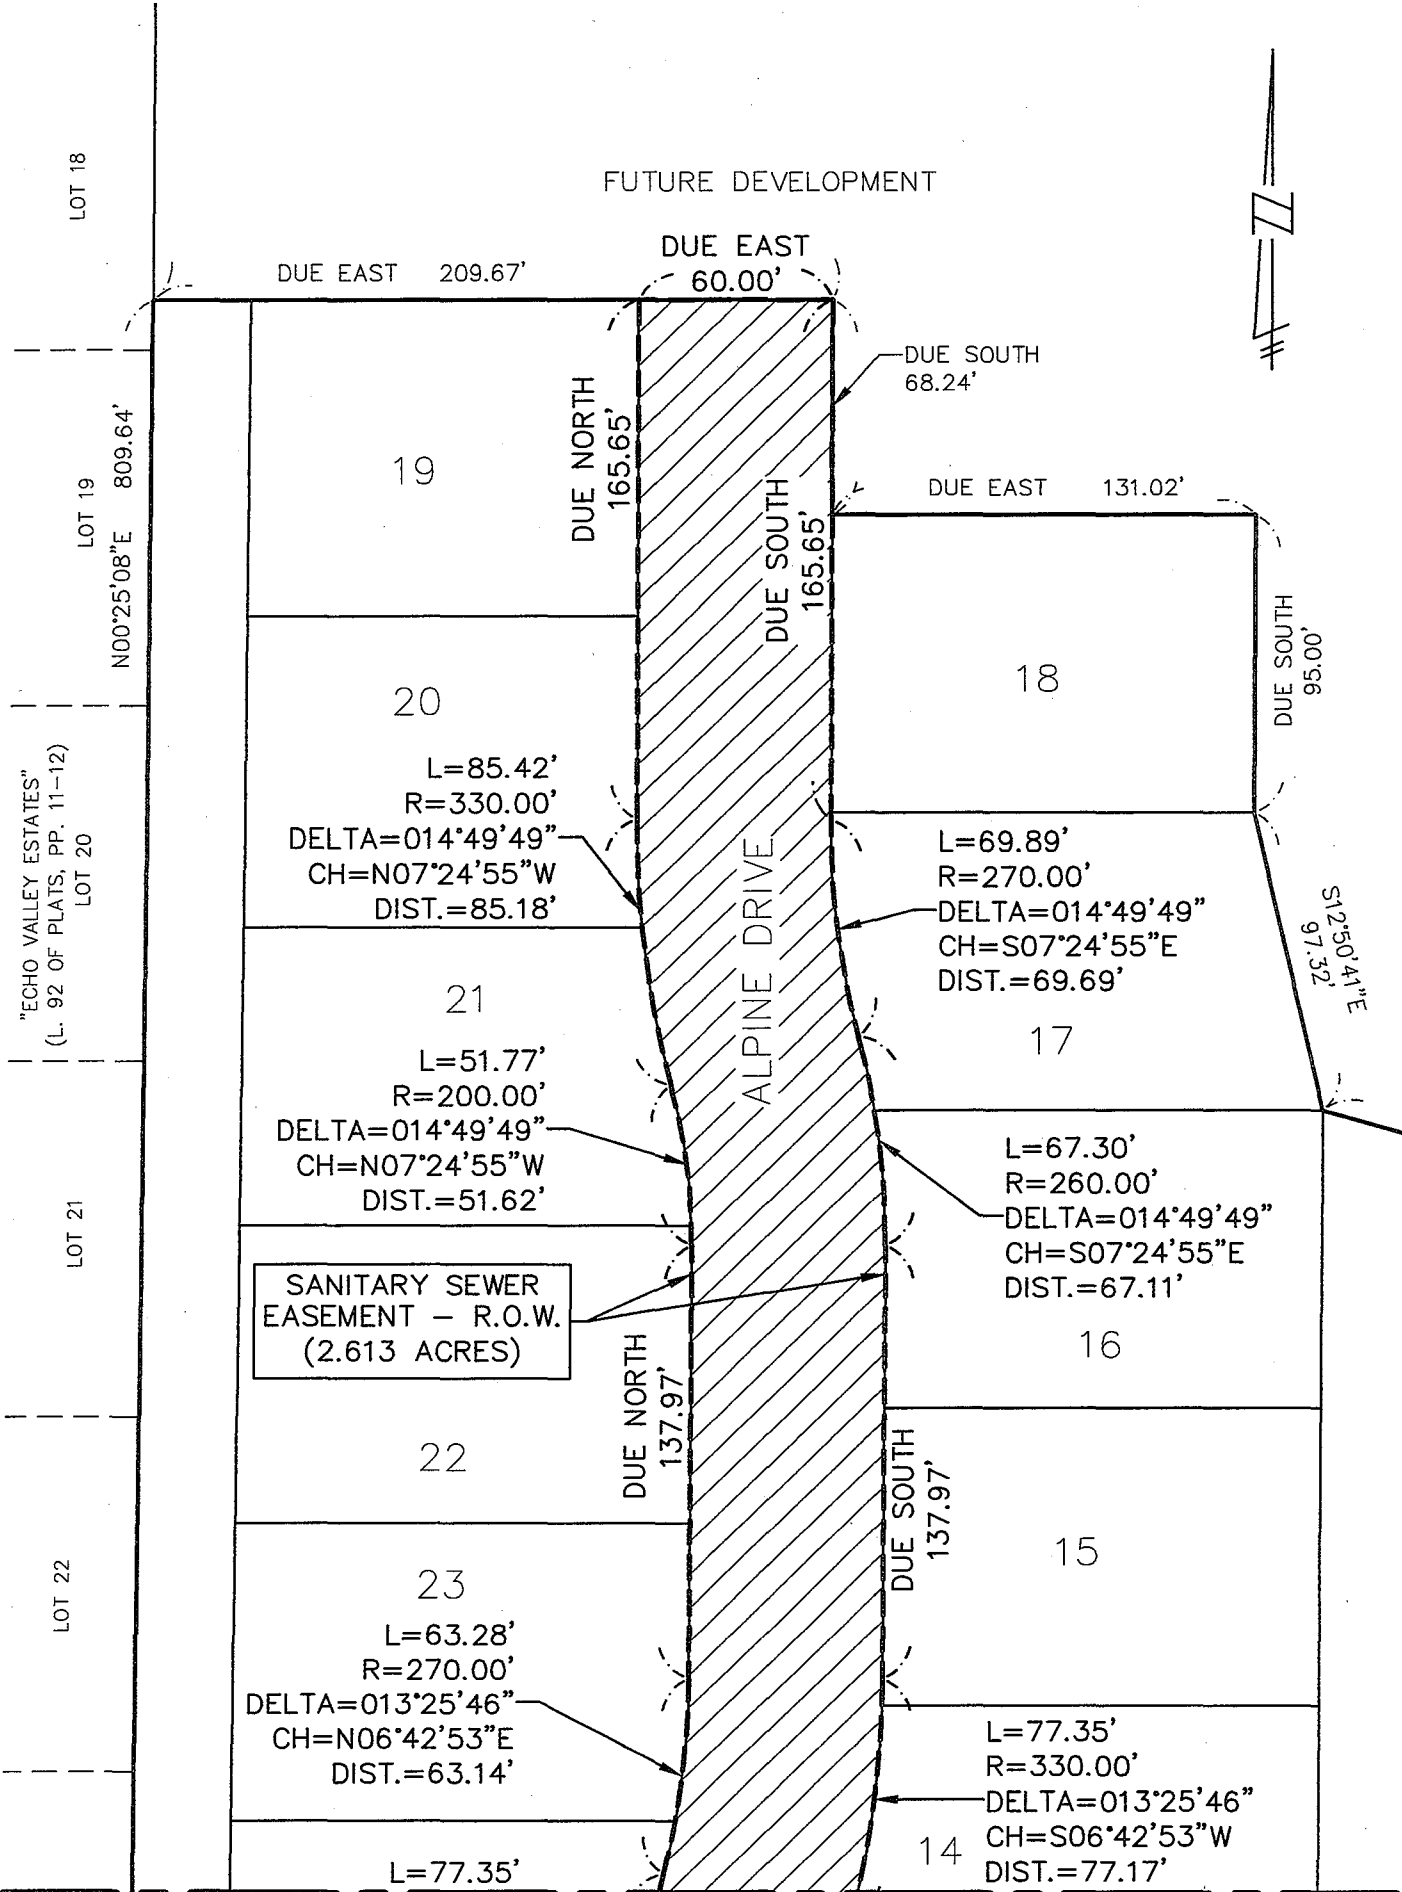 LOT 18
FUTURE DEVELOPMENT
DUE EAST
60.00'
DUE EAST 209.67'
DUE SOUTH
68.24'
LOT 19
N00°25'08"E 809.64'
19
DUE NORTH
165.65'
DUE SOUTH
165.65'
DUE EAST 131.02'
18
DUE SOUTH
95.00'
20
L=85.42'
R=330.00'
DELTA=014°49'49"
CH=N07°24'55"W
DIST.=85.18'
"ECHO VALLEY ESTATES"
(L. 92 OF PLATS, PP. 11-12)
LOT 20
ALPINE DRIVE
L=69.89'
R=270.00'
DELTA=014°49'49"
CH=S07°24'55"E
DIST.=69.69'
S12°50'41"E
97.32'
17
21
L=51.77'
R=200.00'
DELTA=014°49'49"
CH=N07°24'55"W
DIST.=51.62'
L=67.30'
R=260.00'
DELTA=014°49'49"
CH=S07°24'55"E
DIST.=67.11'
LOT 21
SANITARY SEWER
EASEMENT – R.O.W.
(2.613 ACRES)
16
DUE NORTH
137.97'
22
DUE SOUTH
137.97'
15
LOT 22
23
L=63.28'
R=270.00'
DELTA=013°25'46"
CH=N06°42'53"E
DIST.=63.14'
L=77.35'
R=330.00'
DELTA=013°25'46"
CH=S06°42'53"W
DIST.=77.17'
14
L=77.35'